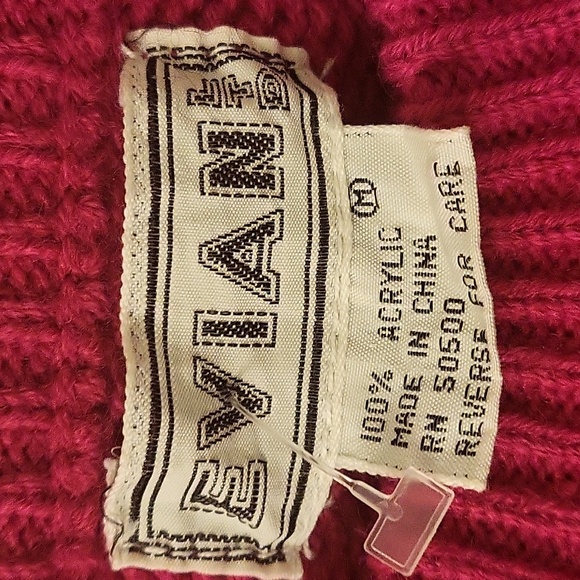 EVIAN LTD
Ⓜ
100% ACRYLIC
MADE IN CHINA
RN 50500
REVERSE FOR CARE